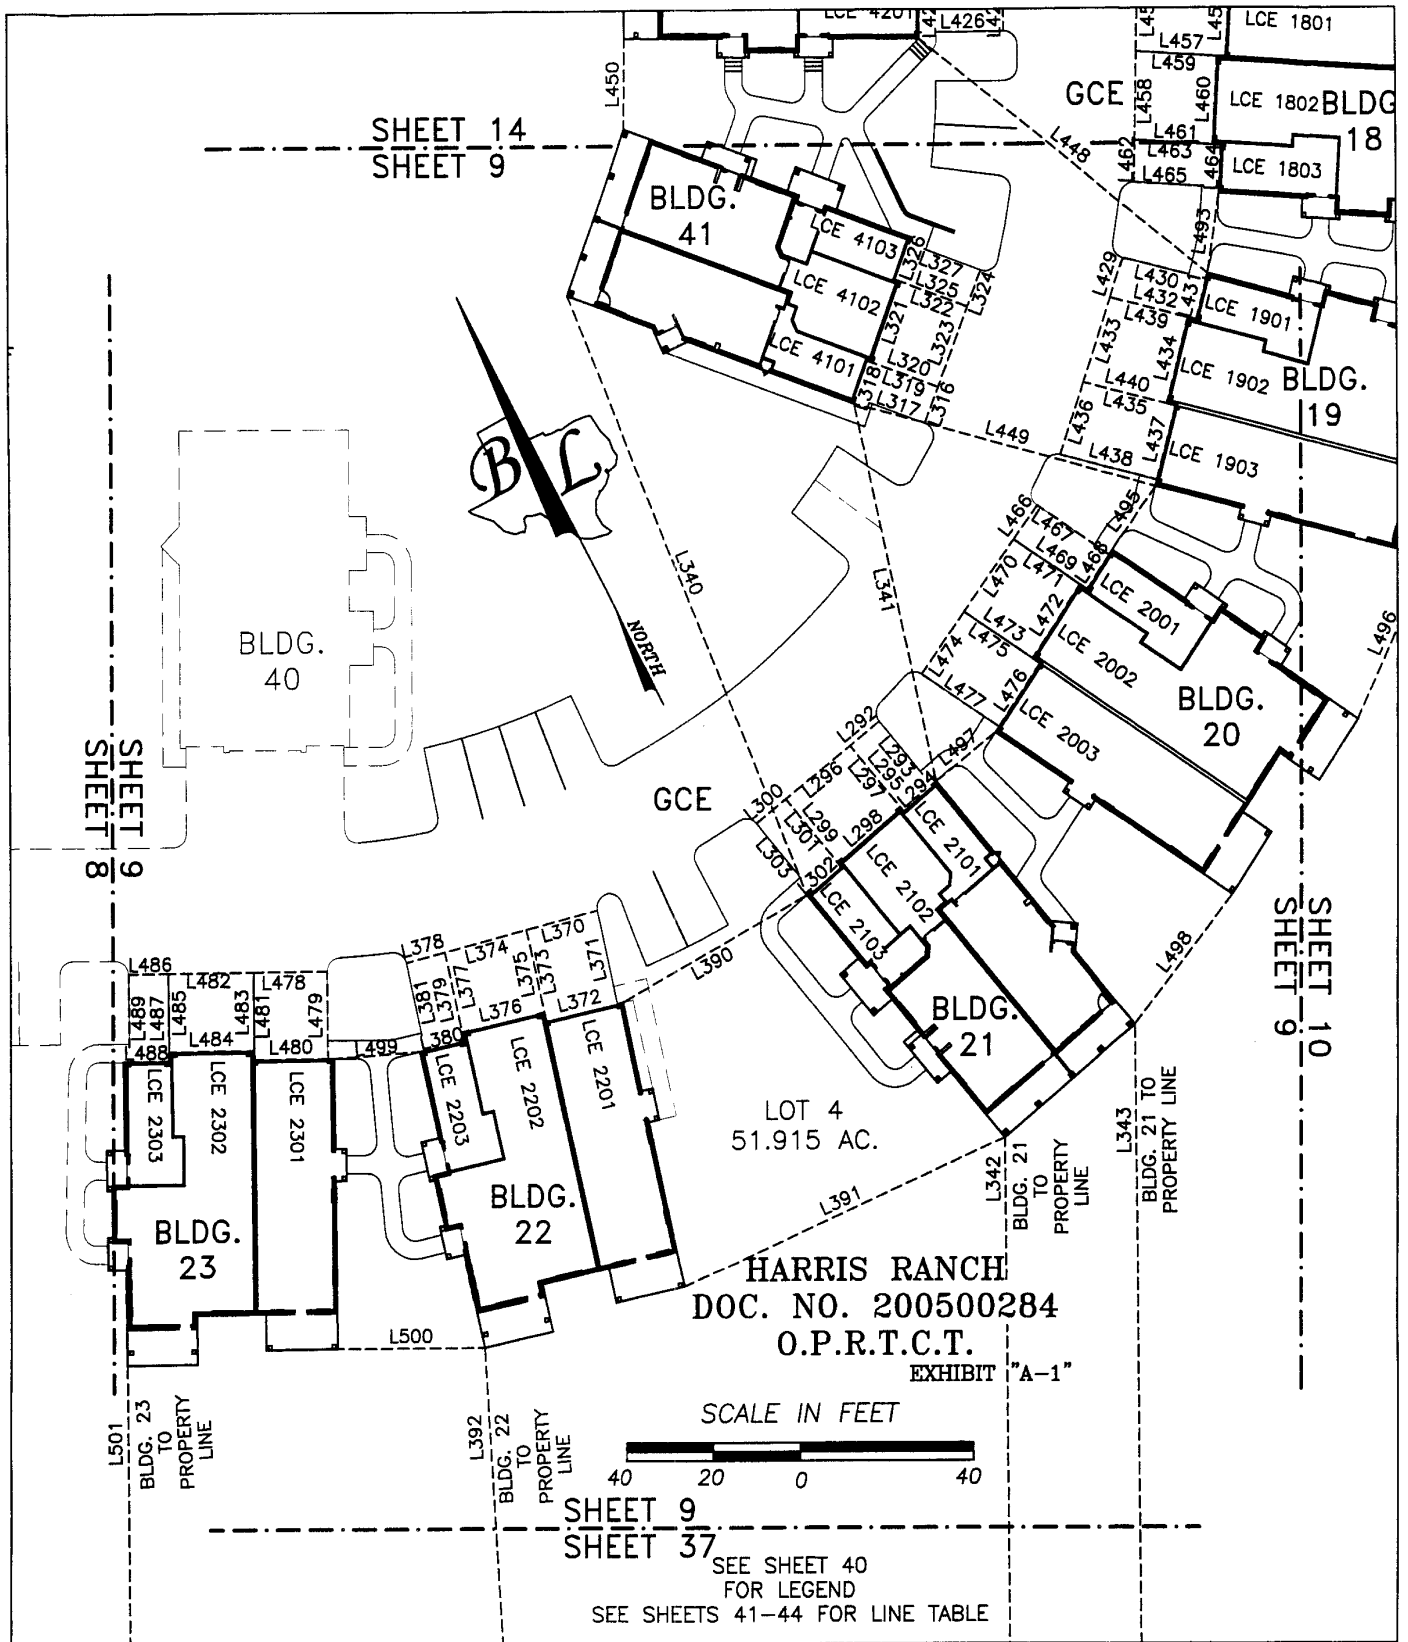 LCE 4201
L426
L450
SHEET 14
SHEET 9
GCE
L457
L459
L458
L460
L461
L462
L463
L464
L465
L448
L493
LCE 1801
LCE 1802
LCE 1803
BLDG
18
BLDG.
41
LCE 4103
LCE 4102
LCE 4101
L326
L327
L325
L324
L322
L321
L323
L320
L319
L318
L317
L316
L429
L430
L432
L431
L439
L433
L434
L440
L435
L436
L437
L438
L449
LCE 1901
LCE 1902
LCE 1903
BLDG.
19
B L
NORTH
L340
L341
BLDG.
40
L466
L467
L495
L469
L468
L470
L471
L472
L473
L475
L474
L476
L477
L496
L497
LCE 2001
LCE 2002
LCE 2003
BLDG.
20
SHEET 9
SHEET 8
GCE
L292
L293
L295
L294
L296
L297
L298
L299
L300
L301
L302
L303
LCE 2101
LCE 2102
LCE 2103
BLDG.
21
L498
SHEET 10
SHEET 9
L390
L378
L374
L370
L381
L379
L377
L375
L373
L371
L376
L372
L380
L499
LCE 2203
LCE 2202
LCE 2201
BLDG.
22
L486
L482
L478
L489
L487
L485
L483
L481
L479
L488
L484
L480
LCE 2303
LCE 2302
LCE 2301
BLDG.
23
LOT 4
51.915 AC.
L391
L342
BLDG. 21
TO
PROPERTY
LINE
L343
BLDG. 21 TO
PROPERTY LINE
L500
HARRIS RANCH
DOC. NO. 200500284
O.P.R.T.C.T.
EXHIBIT "A-1"
L501
BLDG. 23
TO
PROPERTY
LINE
L392
BLDG. 22
TO
PROPERTY
LINE
SCALE IN FEET
40 20 0 40
SHEET 9
SHEET 37
SEE SHEET 40
FOR LEGEND
SEE SHEETS 41-44 FOR LINE TABLE